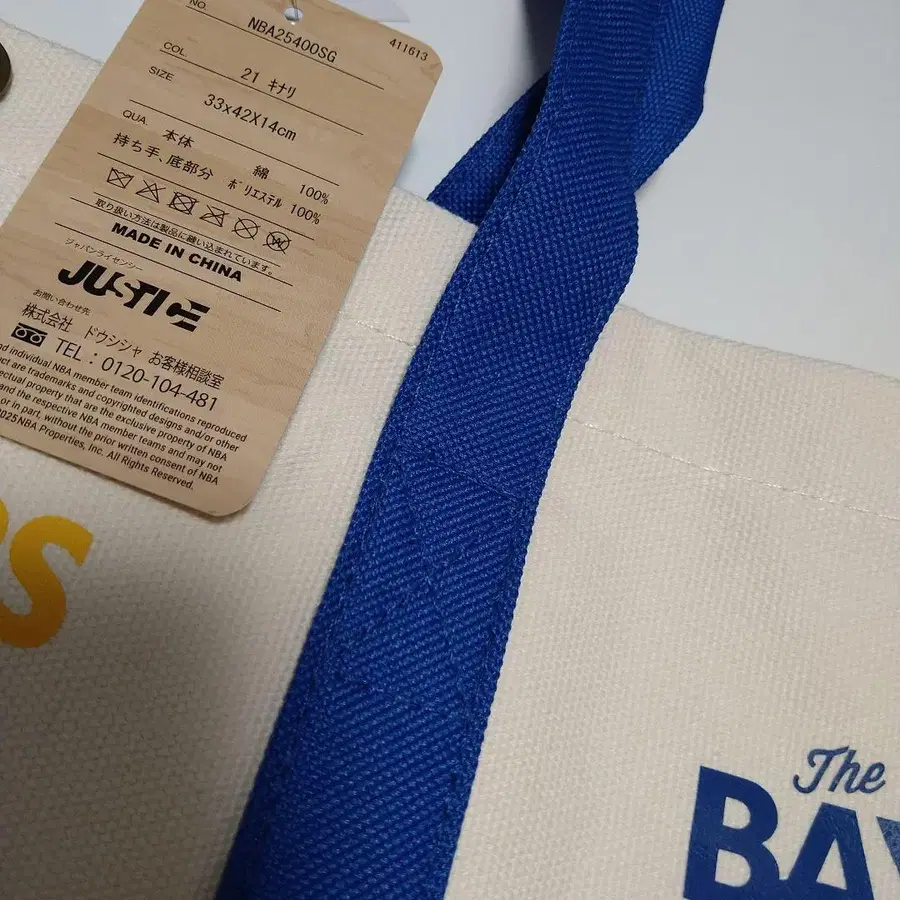 NO. NBA25400SG
411613
COL. 21 キナリ
SIZE 33x42X14cm
QUA. 本体 綿 100%
持ち手、底部分 ポリエステル 100%
取り扱い方法は製品に縫い込まれています。
MADE IN CHINA
ジャパンライセンシー
JUSTICE
お問い合わせ先
株式会社 ドウシシャ お客様相談室
TEL：0120-104-481
and individual NBA member team identifications reproduced
are trademarks and copyrighted designs and/or other
property that are the exclusive property of NBA
and the respective NBA member teams and may not
or in part, without the prior written consent of NBA
2025 NBA Properties, Inc. All Rights Reserved.
RS
The
BAY